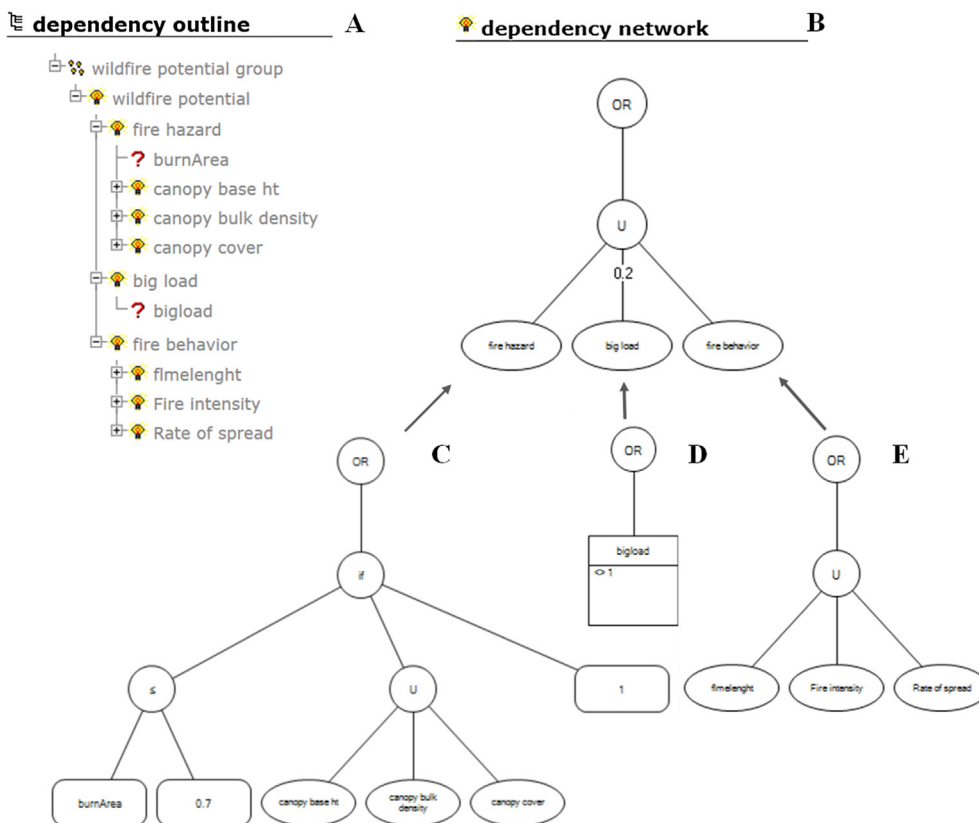 dependency outline
A
wildfire potential group
wildfire potential
fire hazard
? burnArea
canopy base ht
canopy bulk density
canopy cover
big load
? bigload
fire behavior
flmelenght
Fire intensity
Rate of spread
dependency network
B
OR
U
0.2
fire hazard
big load
fire behavior
C
OR
if
≤
U
1
burnArea
0.7
canopy base ht
canopy bulk
density
canopy cover
D
OR
bigload
<> 1
E
OR
U
flmelenght
Fire intensity
Rate of spread